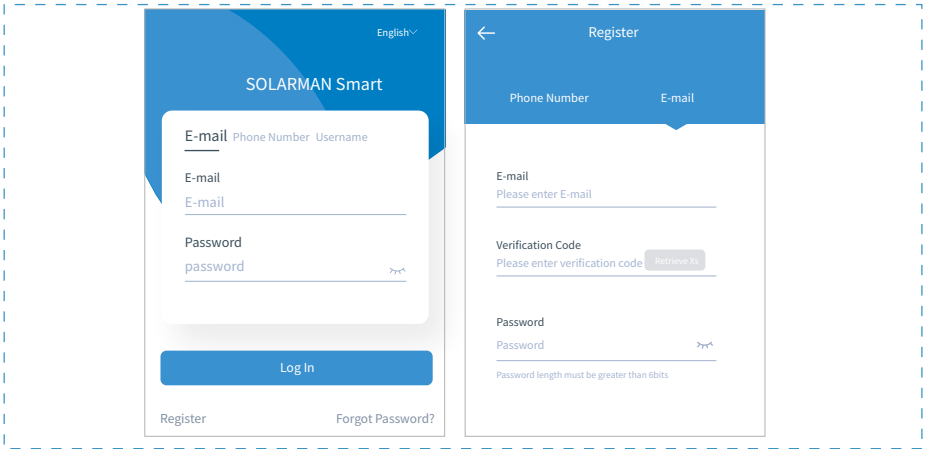 English
SOLARMAN Smart
E-mail Phone Number Username
E-mail
E-mail
Password
password
Log In
Register Forgot Password?
Register
Phone Number E-mail
E-mail
Please enter E-mail
Verification Code
Please enter verification code Retrieve Xs
Password
Password
Password length must be greater than 6bits